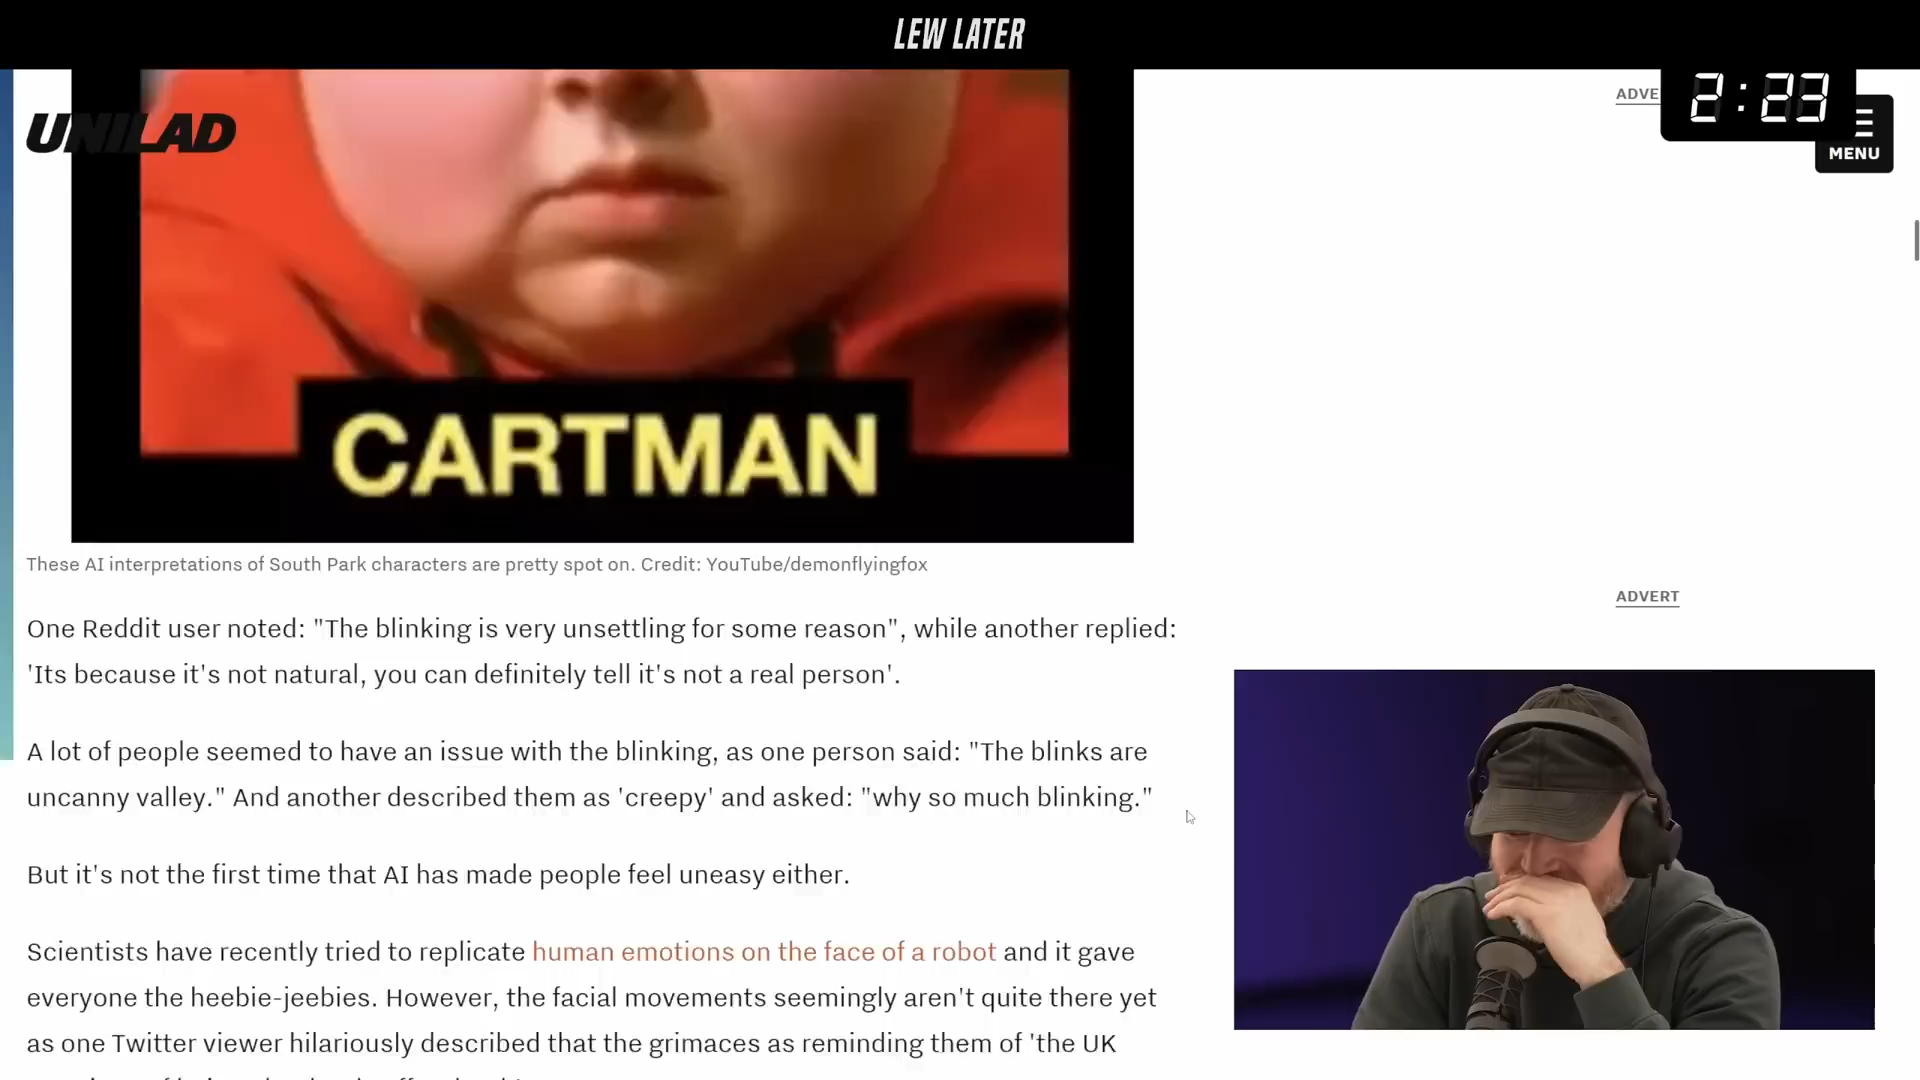 LEW LATER
UNILAD
ADVE
2:23
MENU
CARTMAN
These AI interpretations of South Park characters are pretty spot on. Credit: YouTube/demonflyingfox
ADVERT
One Reddit user noted: "The blinking is very unsettling for some reason", while another replied:
'Its because it's not natural, you can definitely tell it's not a real person'.
A lot of people seemed to have an issue with the blinking, as one person said: "The blinks are
uncanny valley." And another described them as 'creepy' and asked: "why so much blinking."
But it's not the first time that AI has made people feel uneasy either.
Scientists have recently tried to replicate human emotions on the face of a robot and it gave
everyone the heebie-jeebies. However, the facial movements seemingly aren't quite there yet
as one Twitter viewer hilariously described that the grimaces as reminding them of 'the UK